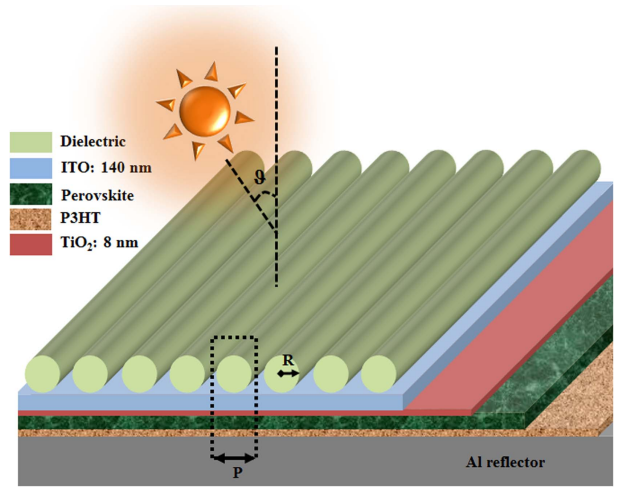 Dielectric
ITO: 140 nm
Perovskite
P3HT
TiO₂: 8 nm
ϑ
R
P
Al reflector